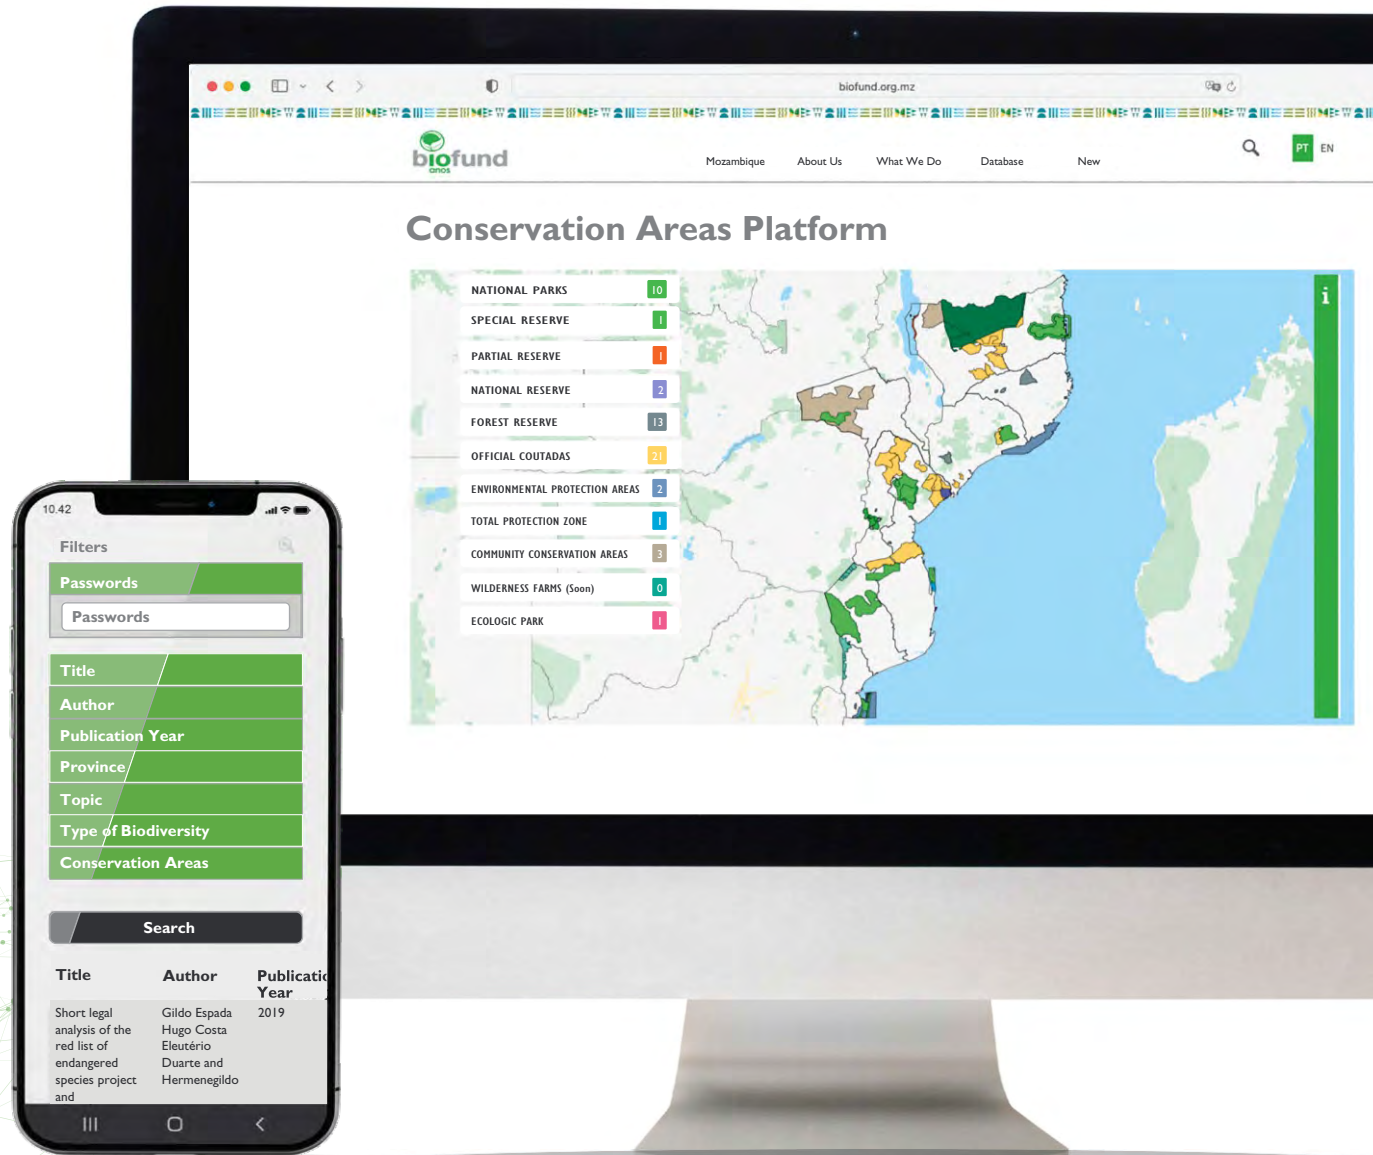 biofund.org.mz
biofund
anos
Mozambique
About Us
What We Do
Database
New
PT EN
Conservation Areas Platform
NATIONAL PARKS 10
SPECIAL RESERVE 1
PARTIAL RESERVE 1
NATIONAL RESERVE 2
FOREST RESERVE 13
OFFICIAL COUTADAS 21
ENVIRONMENTAL PROTECTION AREAS 2
TOTAL PROTECTION ZONE 1
COMMUNITY CONSERVATION AREAS 3
WILDERNESS FARMS (Soon) 0
ECOLOGIC PARK 1
i
10.42
Filters
Passwords
Passwords
Title
Author
Publication Year
Province
Topic
Type of Biodiversity
Conservation Areas
Search
Title Author Publicatic
Year
Short legal Gildo Espada 2019
analysis of the Hugo Costa
red list of Eleutério
endangered Duarte and
species project Hermenegildo
and